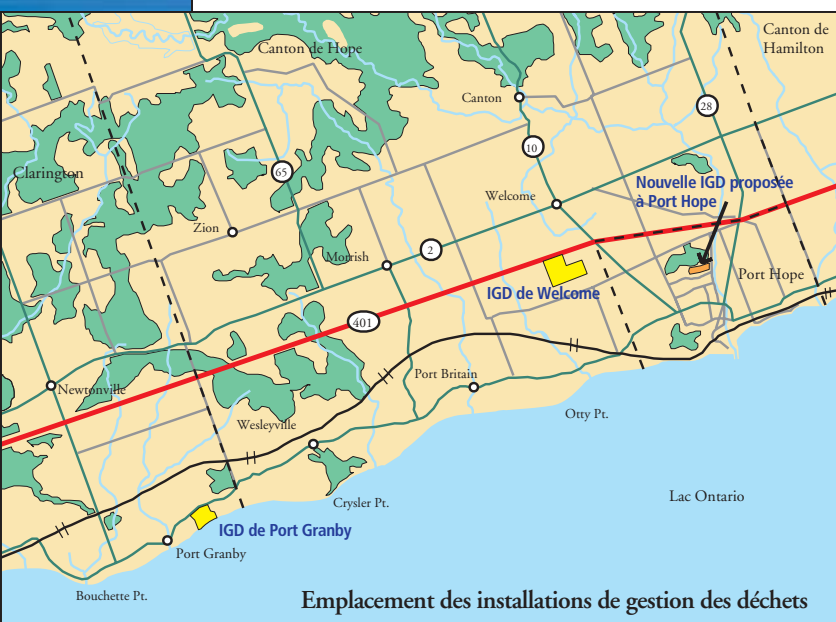 Canton de Hope
Canton de
Hamilton
Canton
28
10
Clarington
65
Nouvelle IGD proposée
à Port Hope
Welcome
Zion
2
Morrish
Port Hope
IGD de Welcome
401
Port Britain
Newtonville
Otty Pt.
Wesleyville
Lac Ontario
Crysler Pt.
IGD de Port Granby
Port Granby
Bouchette Pt.
Emplacement des installations de gestion des déchets